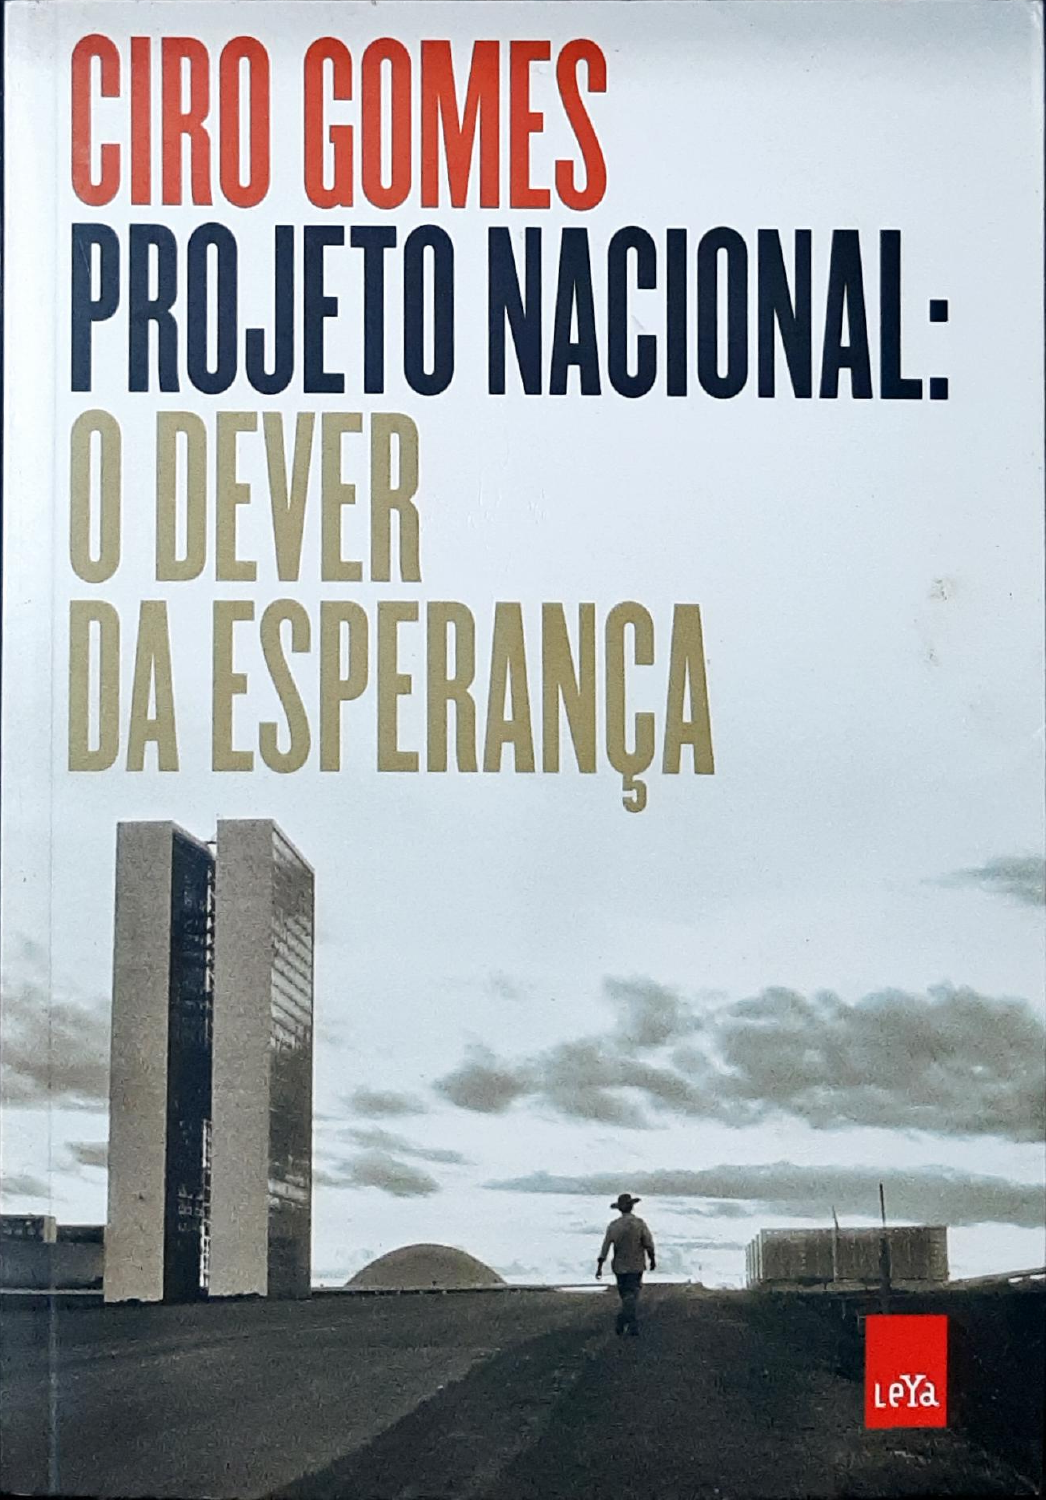 CIRO GOMES
PROJETO NACIONAL:
O DEVER
DA ESPERANÇA
LeYa